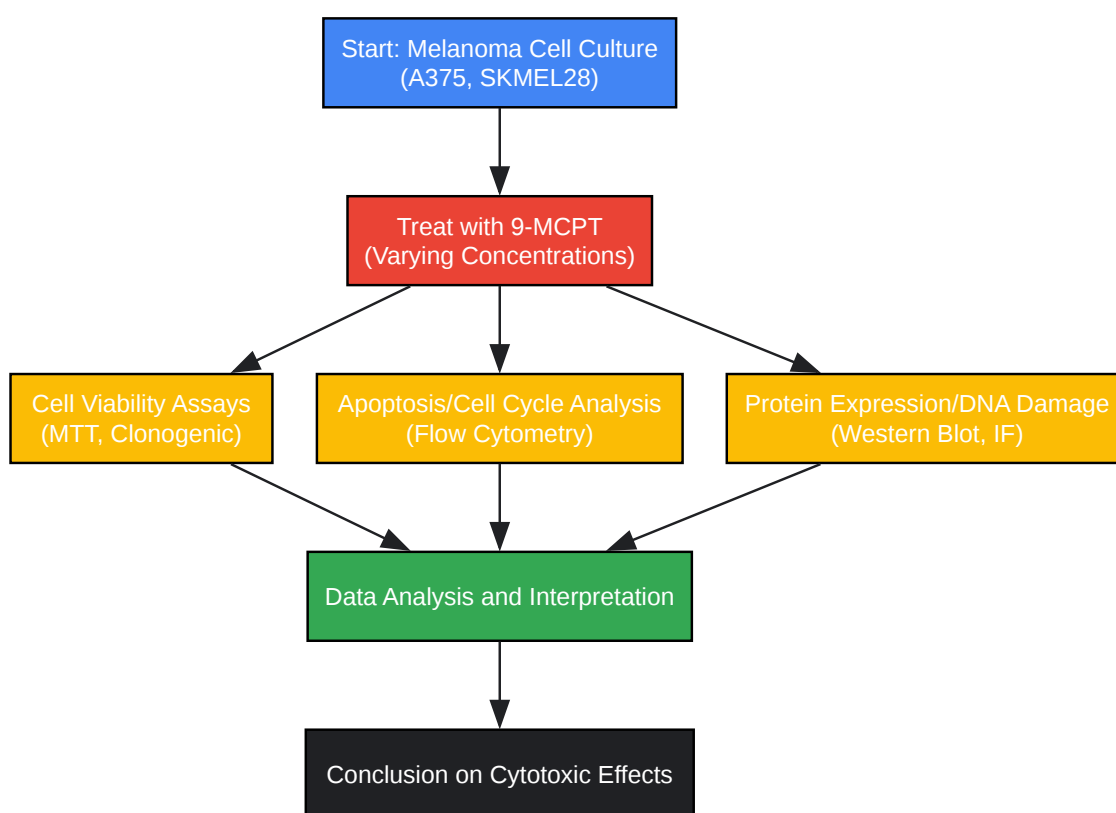 Start: Melanoma Cell Culture
(A375, SKMEL28)
Treat with 9-MCPT
(Varying Concentrations)
Cell Viability Assays
(MTT, Clonogenic)
Apoptosis/Cell Cycle Analysis
(Flow Cytometry)
Protein Expression/DNA Damage
(Western Blot, IF)
Data Analysis and Interpretation
Conclusion on Cytotoxic Effects